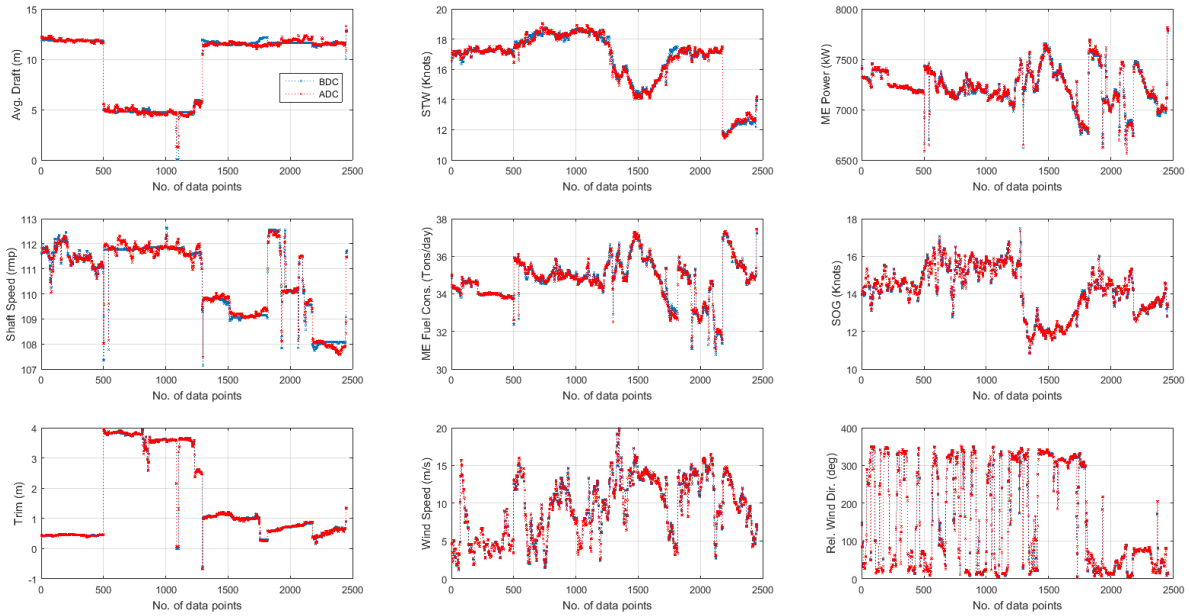 15
10
5
0
Avg. Draft (m)
BDC
ADC
0 500 1000 1500 2000 2500
No. of data points
20
18
16
14
12
10
STW (Knots)
0 500 1000 1500 2000 2500
No. of data points
8000
7500
7000
6500
ME Power (kW)
0 500 1000 1500 2000 2500
No. of data points
113
112
111
110
109
108
107
Shaft Speed (rmp)
0 500 1000 1500 2000 2500
No. of data points
38
36
34
32
30
ME Fuel Cons. (Tons/day)
0 500 1000 1500 2000 2500
No. of data points
18
16
14
12
10
SOG (Knots)
0 500 1000 1500 2000 2500
No. of data points
4
3
2
1
0
-1
Trim (m)
0 500 1000 1500 2000 2500
No. of data points
20
15
10
5
0
Wind Speed (m/s)
0 500 1000 1500 2000 2500
No. of data points
400
300
200
100
0
Rel. Wind Dir. (deg)
0 500 1000 1500 2000 2500
No. of data points